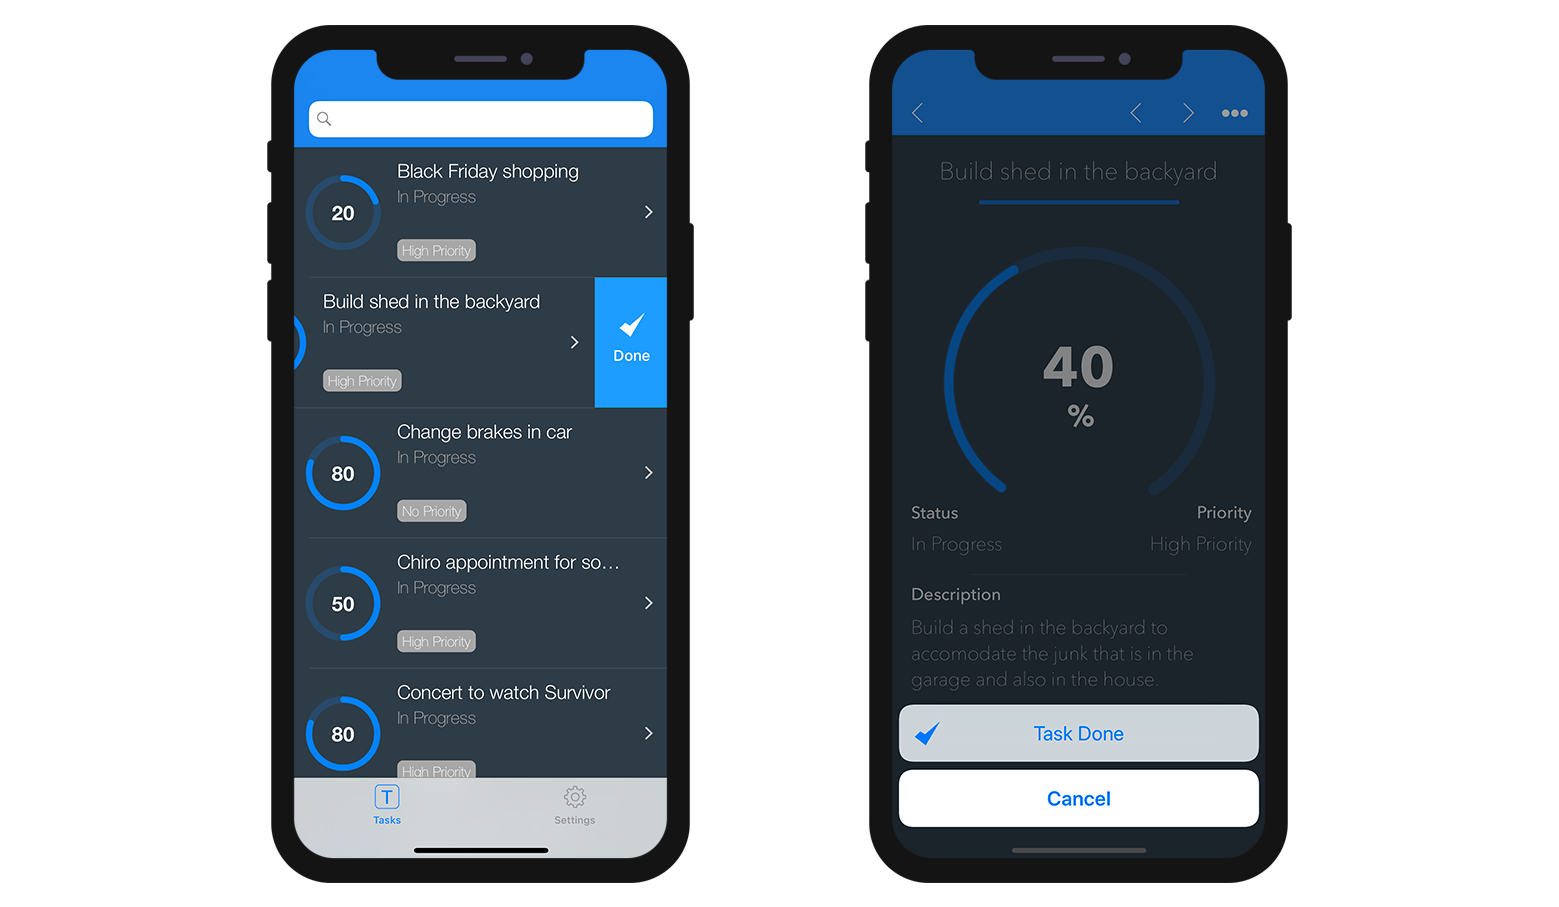 Black Friday shopping
In Progress
20
High Priority
Build shed in the backyard
In Progress
Done
High Priority
Change brakes in car
In Progress
80
No Priority
Chiro appointment for so…
In Progress
50
High Priority
Concert to watch Survivor
In Progress
80
High Priority
T
Tasks
Settings
Build shed in the backyard
40
%
Status
Priority
In Progress
High Priority
Description
Build a shed in the backyard to
accomodate the junk that is in the
garage and also in the house.
Task Done
Cancel